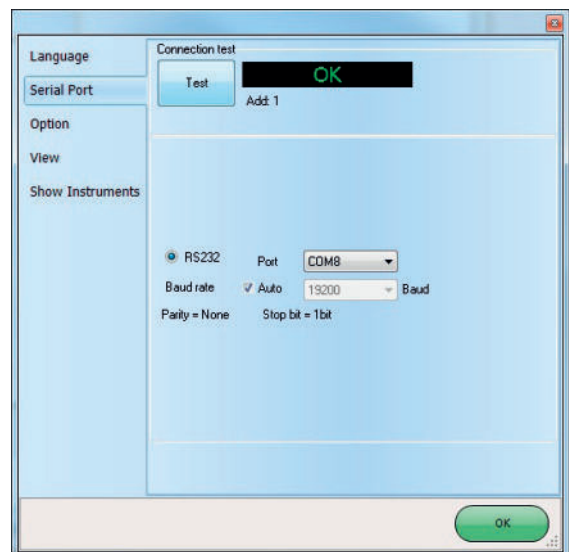 Language
Serial Port
Option
View
Show Instruments
Connection test
Test
OK
Add: 1
RS232 Port COM8
Baud rate Auto 19200 Baud
Parity = None Stop bit = 1bit
OK